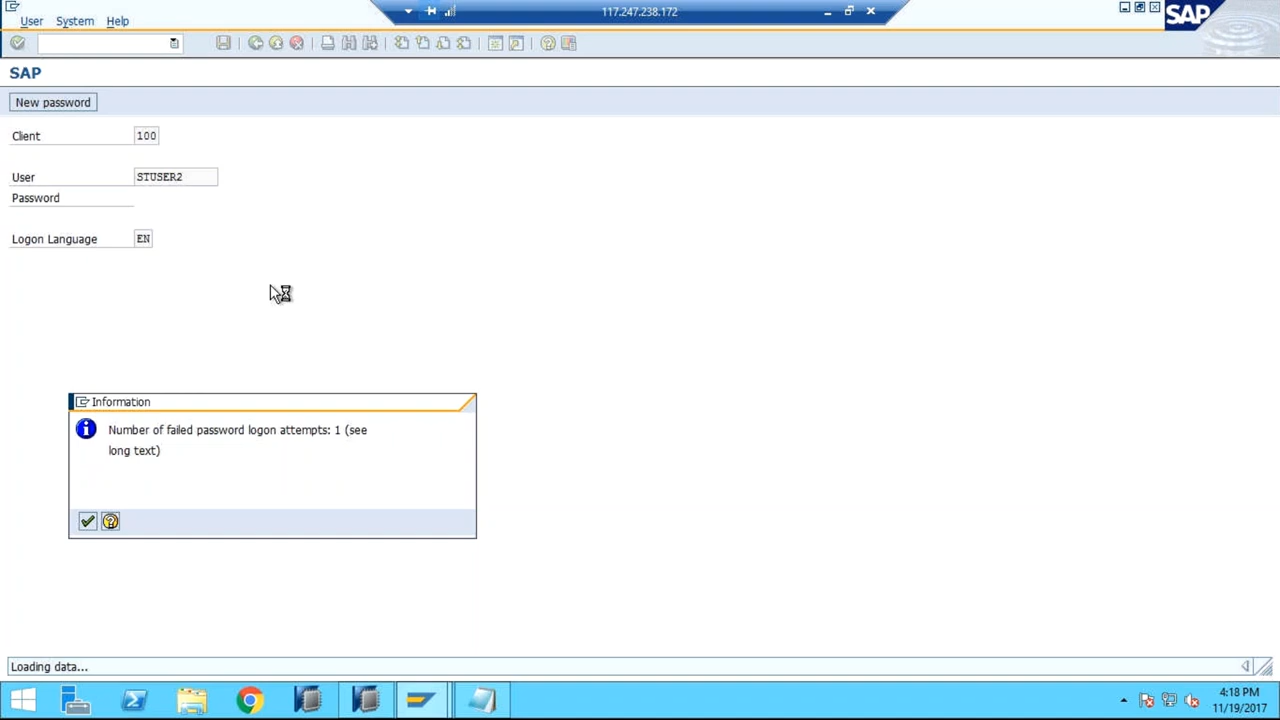 117.247.238.172
User System Help
SAP
SAP
New password
Client 100
User STUSER2
Password
Logon Language EN
Information
Number of failed password logon attempts: 1 (see
long text)
Loading data...
4:18 PM
11/19/2017